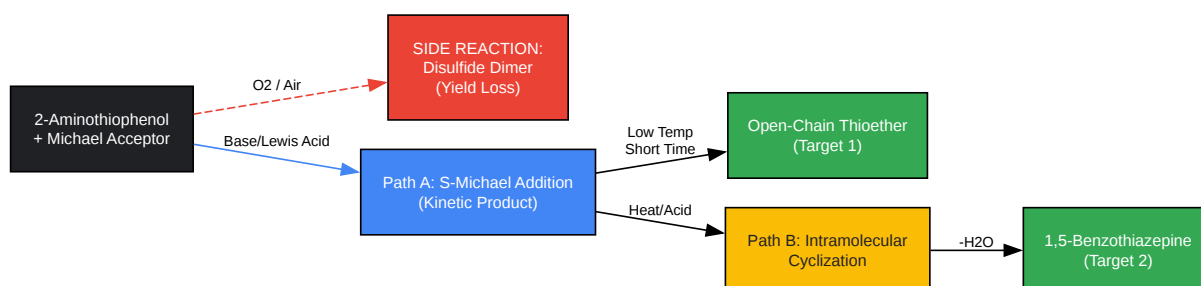 2-Aminothiophenol
+ Michael Acceptor
O2 / Air
Base/Lewis Acid
SIDE REACTION:
Disulfide Dimer
(Yield Loss)
Path A: S-Michael Addition
(Kinetic Product)
Low Temp
Short Time
Heat/Acid
Open-Chain Thioether
(Target 1)
Path B: Intramolecular
Cyclization
-H2O
1,5-Benzothiazepine
(Target 2)